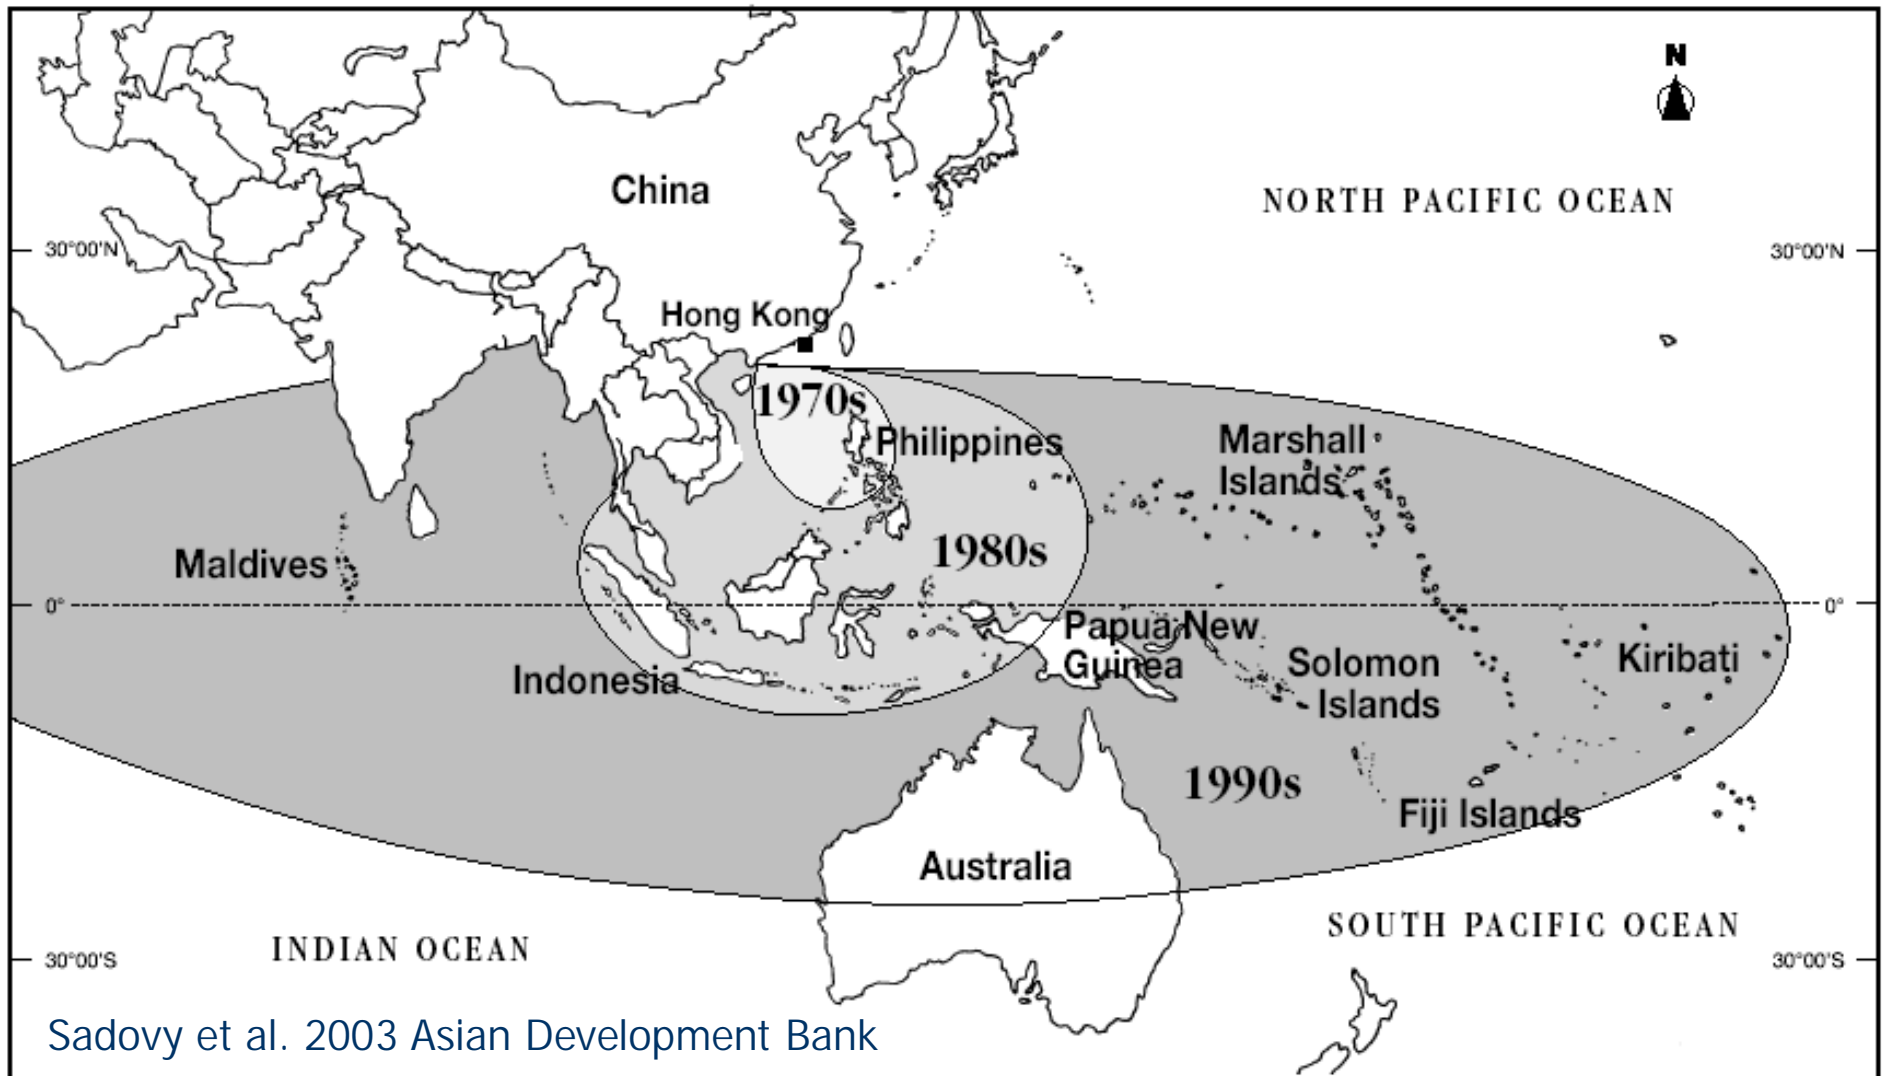 N
China
NORTH PACIFIC OCEAN
30°00'N
30°00'N
Hong Kong
1970s
Philippines
Marshall
Islands
1980s
Maldives
0°
0°
Papua New
Guinea
Solomon
Islands
Kiribati
Indonesia
1990s
Fiji Islands
Australia
SOUTH PACIFIC OCEAN
INDIAN OCEAN
30°00'S
30°00'S
Sadovy et al. 2003 Asian Development Bank